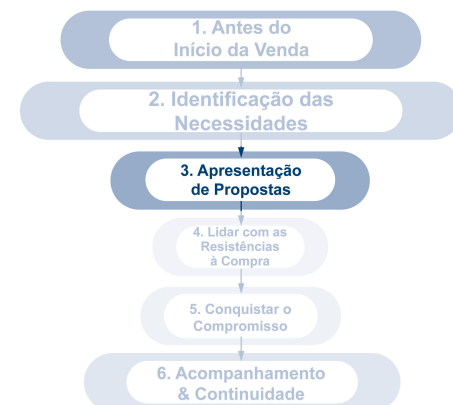 1. Antes do
Início da Venda
2. Identificação das
Necessidades
3. Apresentação
de Propostas
4. Lidar com as
Resistências
à Compra
5. Conquistar o
Compromisso
6. Acompanhamento
& Continuidade